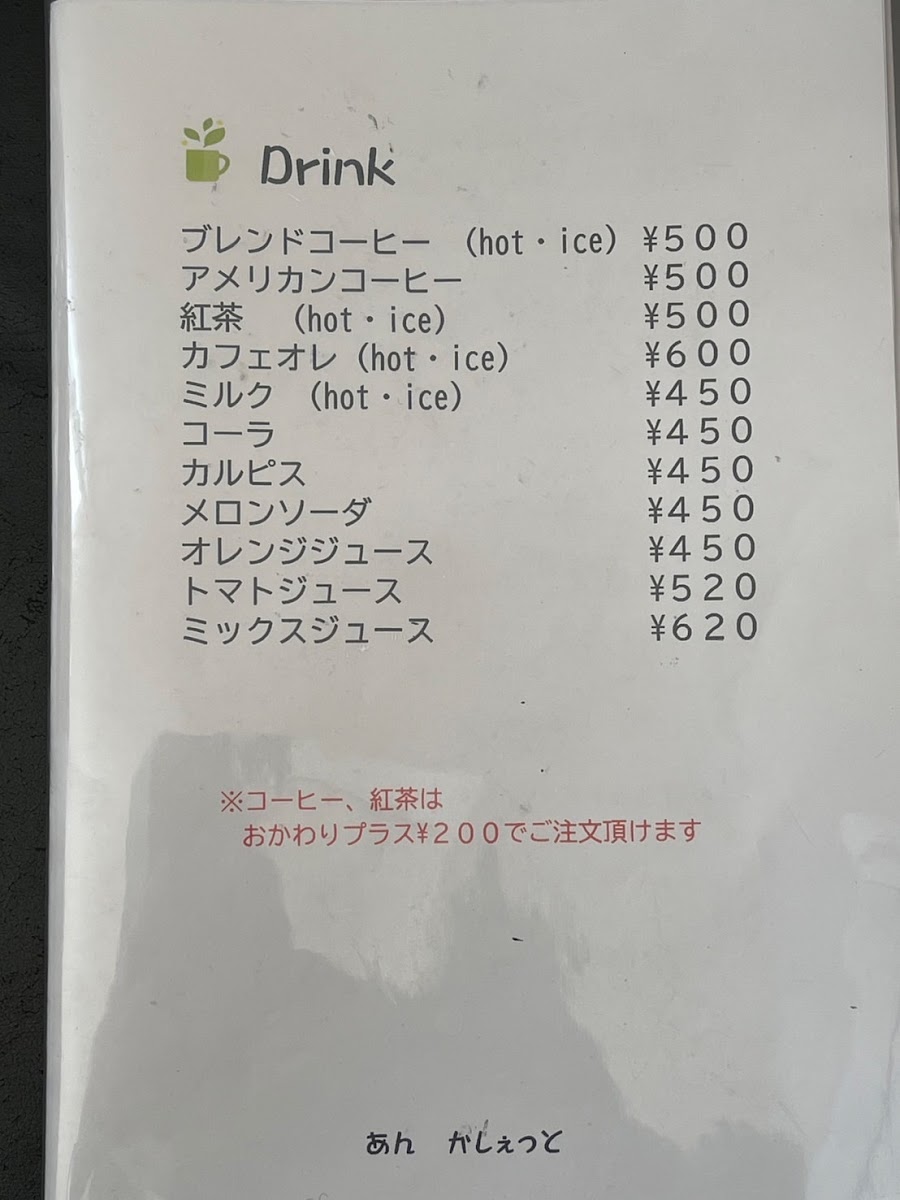 Drink
ブレンドコーヒー (hot・ice) ¥500
アメリカンコーヒー ¥500
紅茶 (hot・ice) ¥500
カフェオレ (hot・ice) ¥600
ミルク (hot・ice) ¥450
コーラ ¥450
カルピス ¥450
メロンソーダ ¥450
オレンジジュース ¥450
トマトジュース ¥520
ミックスジュース ¥620
※コーヒー、紅茶は
おかわりプラス¥200でご注文頂けます
あん かしぇっと